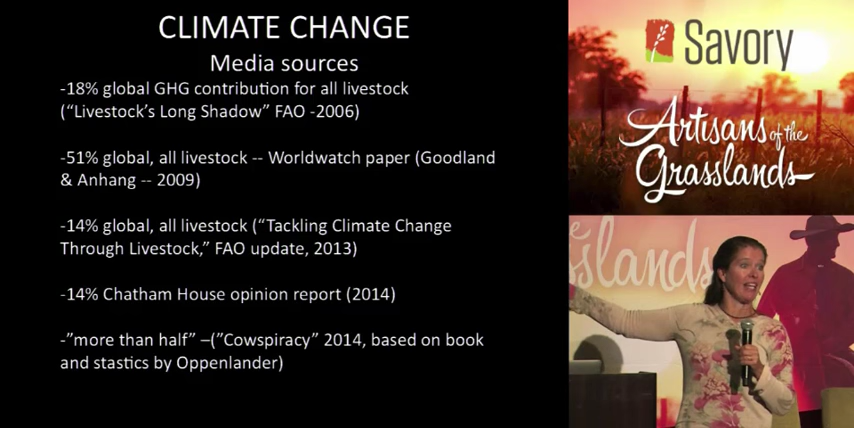 CLIMATE CHANGE
Media sources
-18% global GHG contribution for all livestock
("Livestock's Long Shadow" FAO -2006)
-51% global, all livestock -- Worldwatch paper (Goodland
& Anhang -- 2009)
-14% global, all livestock ("Tackling Climate Change
Through Livestock," FAO update, 2013)
-14% Chatham House opinion report (2014)
-"more than half" –("Cowspiracy" 2014, based on book
and stastics by Oppenlander)
Savory
Artisans of the
Grasslands
sslands